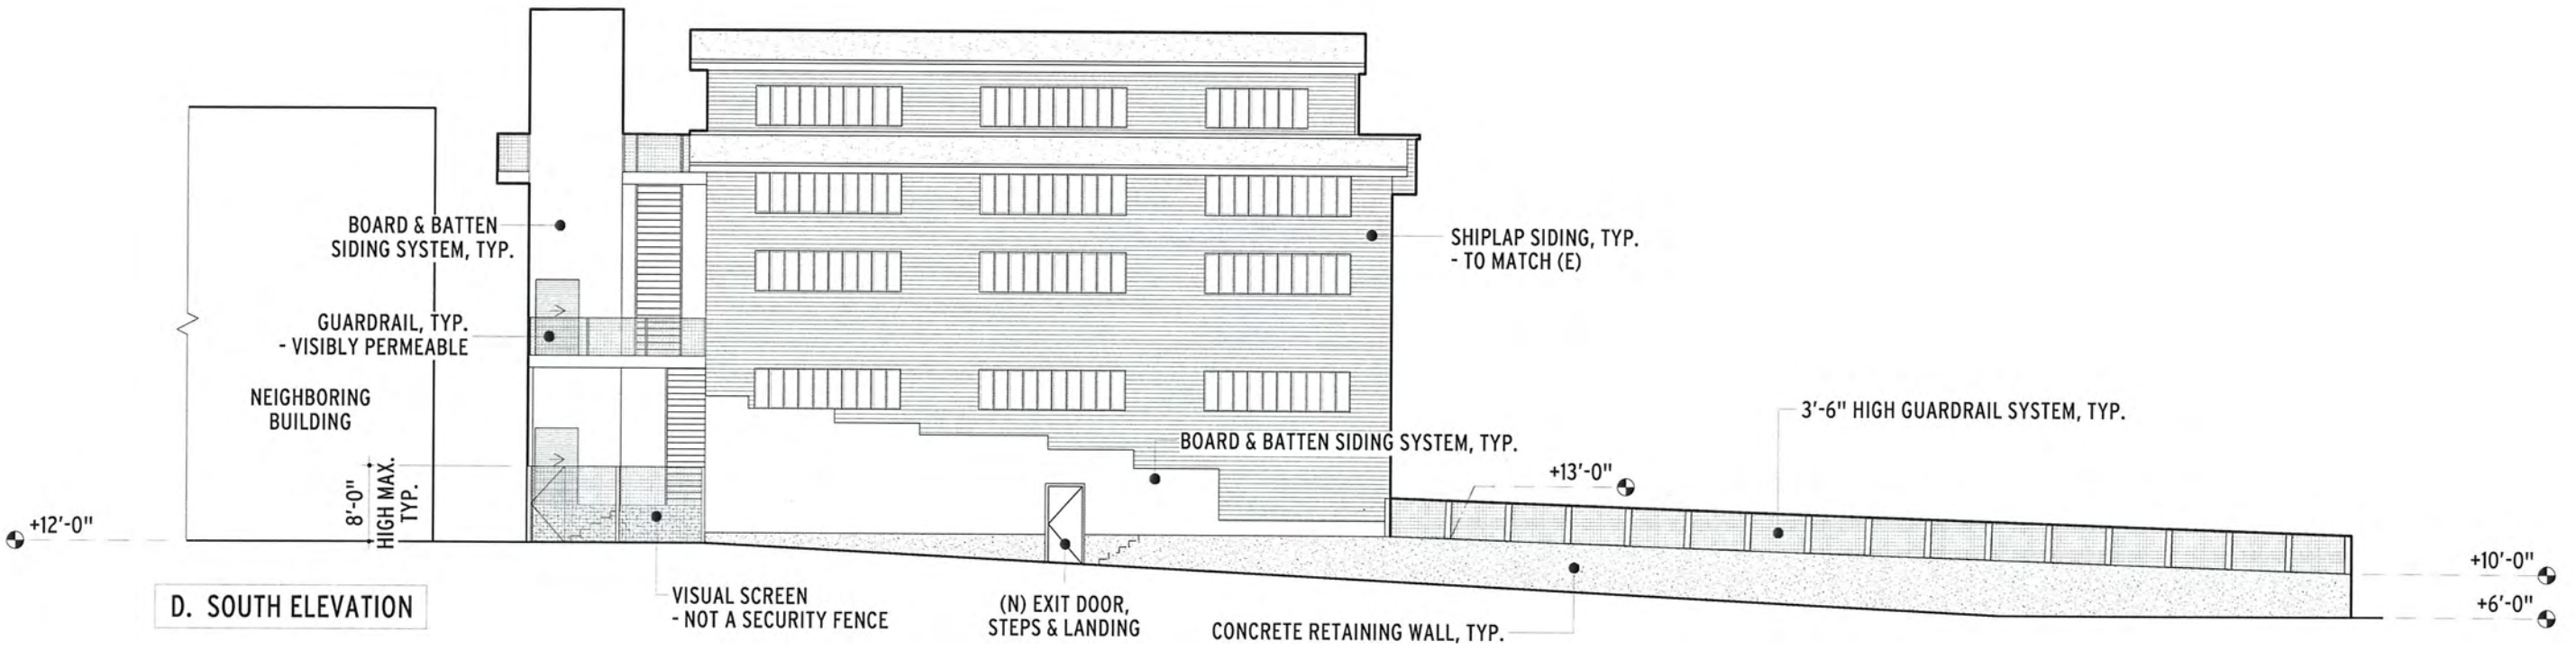 BOARD & BATTEN
SIDING SYSTEM, TYP.
SHIPLAP SIDING, TYP.
- TO MATCH (E)
GUARDRAIL, TYP.
- VISIBLY PERMEABLE
NEIGHBORING
BUILDING
3'-6" HIGH GUARDRAIL SYSTEM, TYP.
BOARD & BATTEN SIDING SYSTEM, TYP.
8'-0"
HIGH MAX.
TYP.
+13'-0"
+12'-0"
+10'-0"
+6'-0"
D. SOUTH ELEVATION
VISUAL SCREEN
- NOT A SECURITY FENCE
(N) EXIT DOOR,
STEPS & LANDING
CONCRETE RETAINING WALL, TYP.